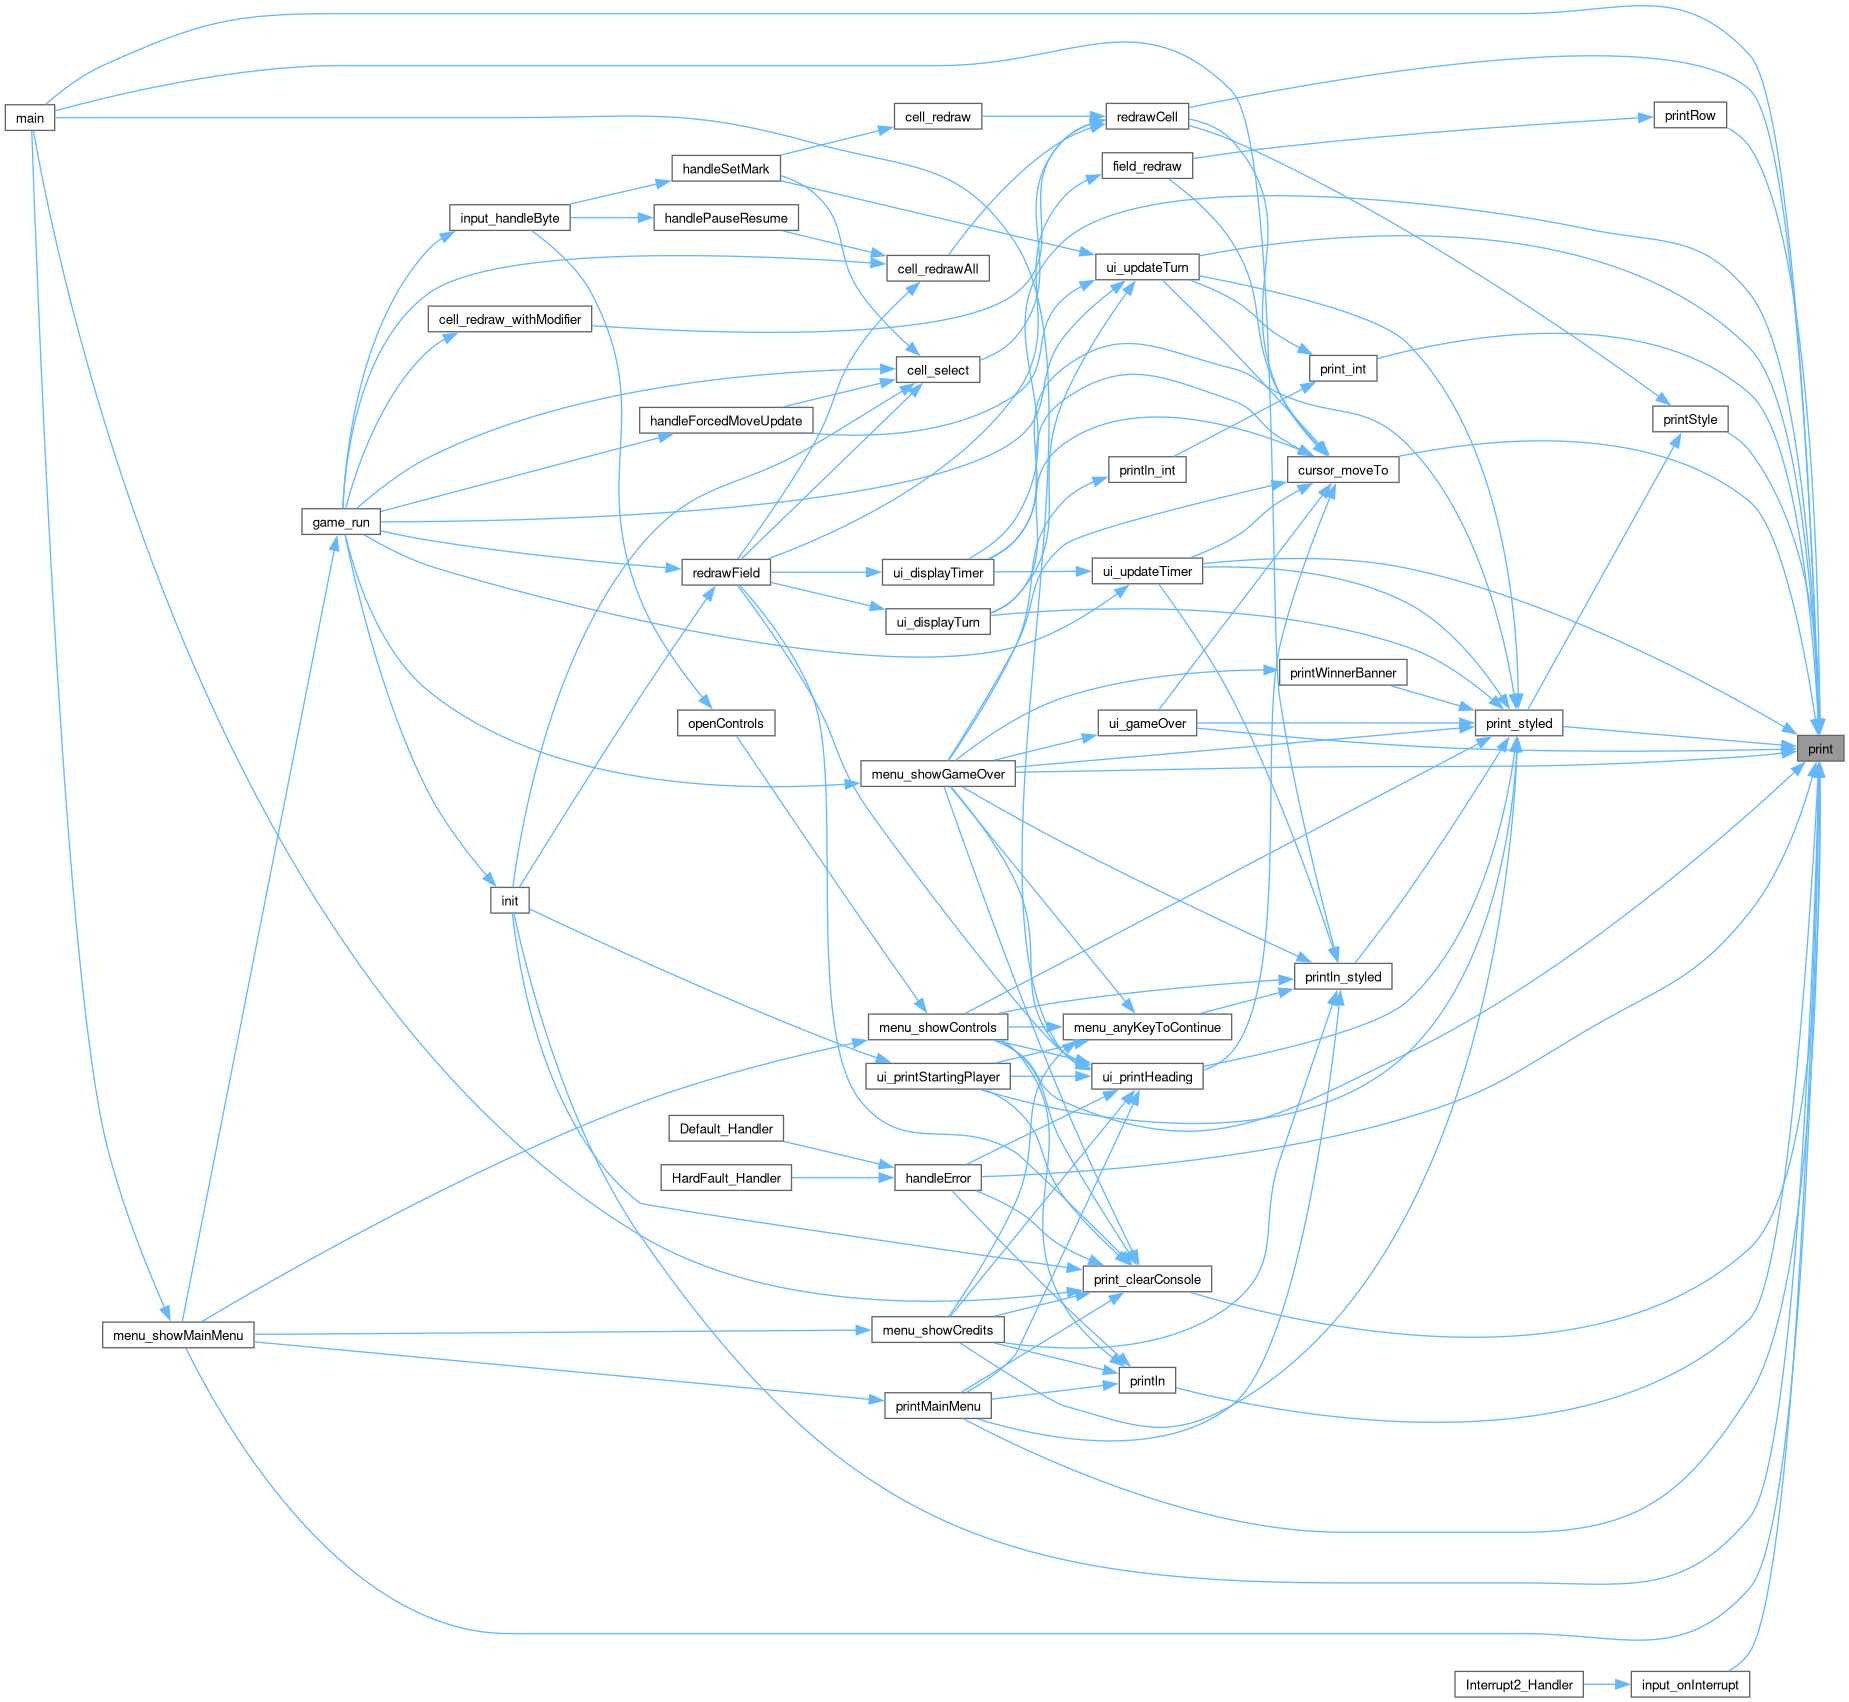 main
cell_redraw
redrawCell
printRow
handleSetMark
field_redraw
input_handleByte
handlePauseResume
cell_redrawAll
ui_updateTurn
cell_redraw_withModifier
cell_select
print_int
handleForcedMoveUpdate
printStyle
println_int
cursor_moveTo
game_run
redrawField
ui_displayTimer
ui_updateTimer
ui_displayTurn
printWinnerBanner
openControls
ui_gameOver
print_styled
print
menu_showGameOver
init
println_styled
menu_showControls
menu_anyKeyToContinue
ui_printStartingPlayer
ui_printHeading
Default_Handler
HardFault_Handler
handleError
print_clearConsole
menu_showMainMenu
menu_showCredits
println
printMainMenu
Interrupt2_Handler
input_onInterrupt